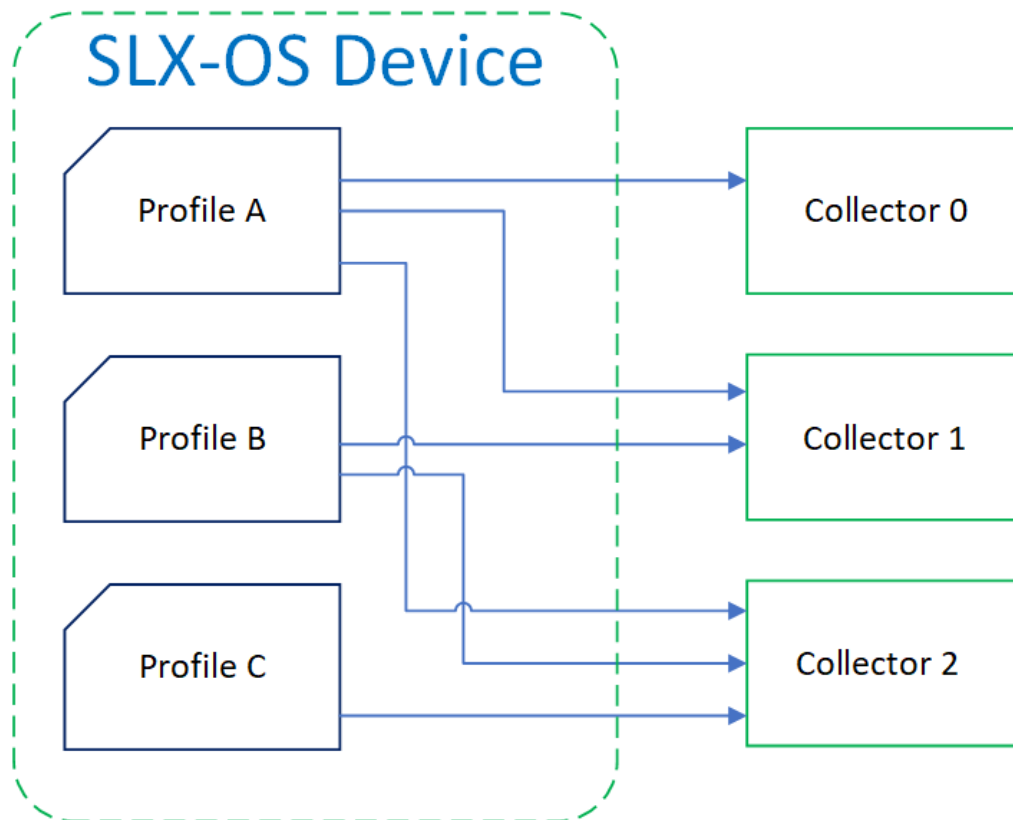 SLX-OS Device
Profile A
Collector 0
Profile B
Collector 1
Profile C
Collector 2